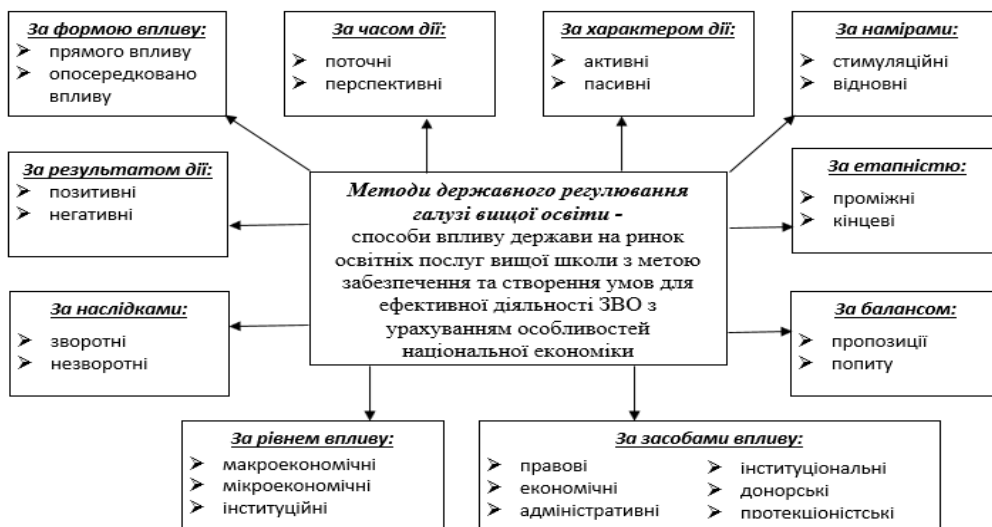 За формою впливу:
➤ прямого впливу
➤ опосередковано
впливу
За часом дії:
➤ поточні
➤ перспективні
За характером дії:
➤ активні
➤ пасивні
За намірами:
➤ стимуляційні
➤ відновні
За результатом дії:
➤ позитивні
➤ негативні
Методи державного регулювання
галузі вищої освіти -
способи впливу держави на ринок
освітніх послуг вищої школи з метою
забезпечення та створення умов для
ефективної діяльності ЗВО з
урахуванням особливостей
національної економіки
За етапністю:
➤ проміжні
➤ кінцеві
За наслідками:
➤ зворотні
➤ незворотні
За балансом:
➤ пропозиції
➤ попиту
За рівнем впливу:
➤ макроекономічні
➤ мікроекономічні
➤ інституційні
За засобами впливу:
➤ правові
➤ економічні
➤ адміністративні
➤ інституціональні
➤ донорські
➤ протекціоністські